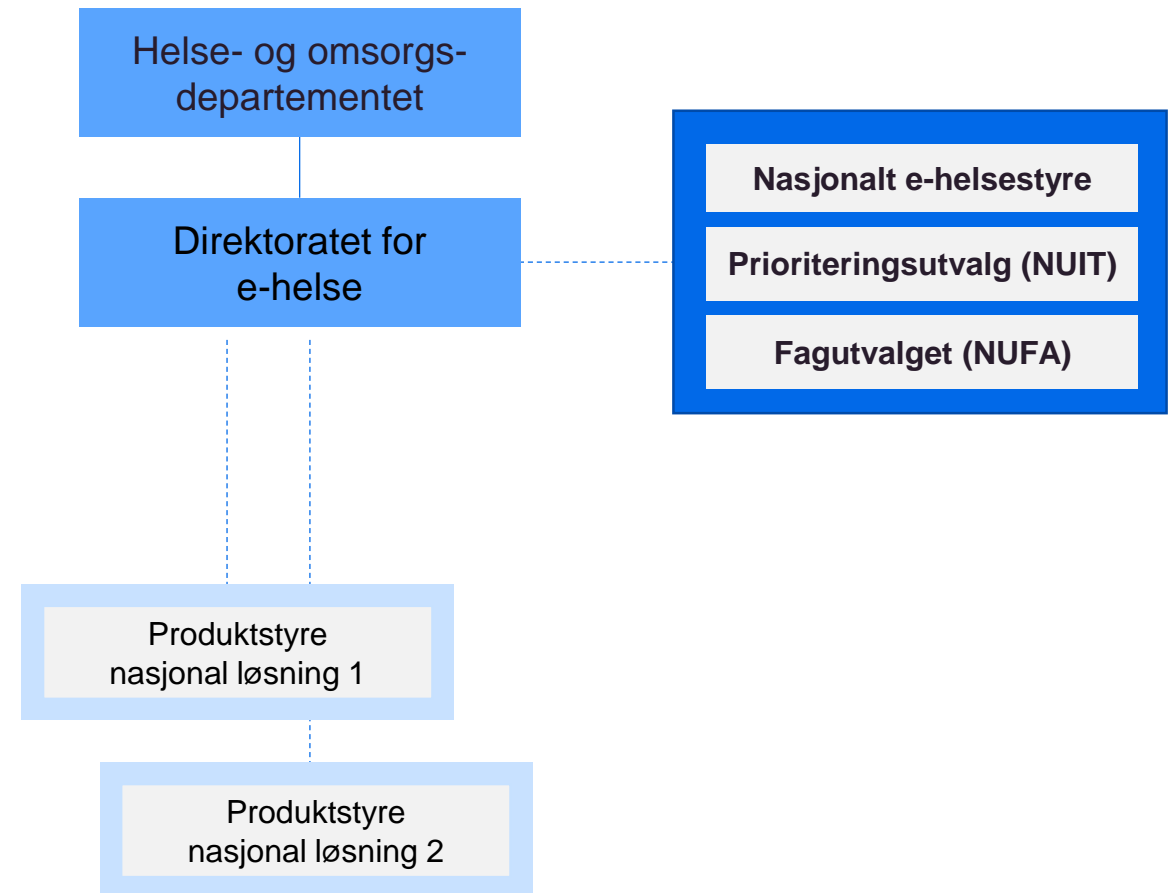 Helse- og omsorgs-
departementet
Direktoratet for
e-helse
Nasjonalt e-helsestyre
Prioriteringsutvalg (NUIT)
Fagutvalget (NUFA)
Produktstyre
nasjonal løsning 1
Produktstyre
nasjonal løsning 2